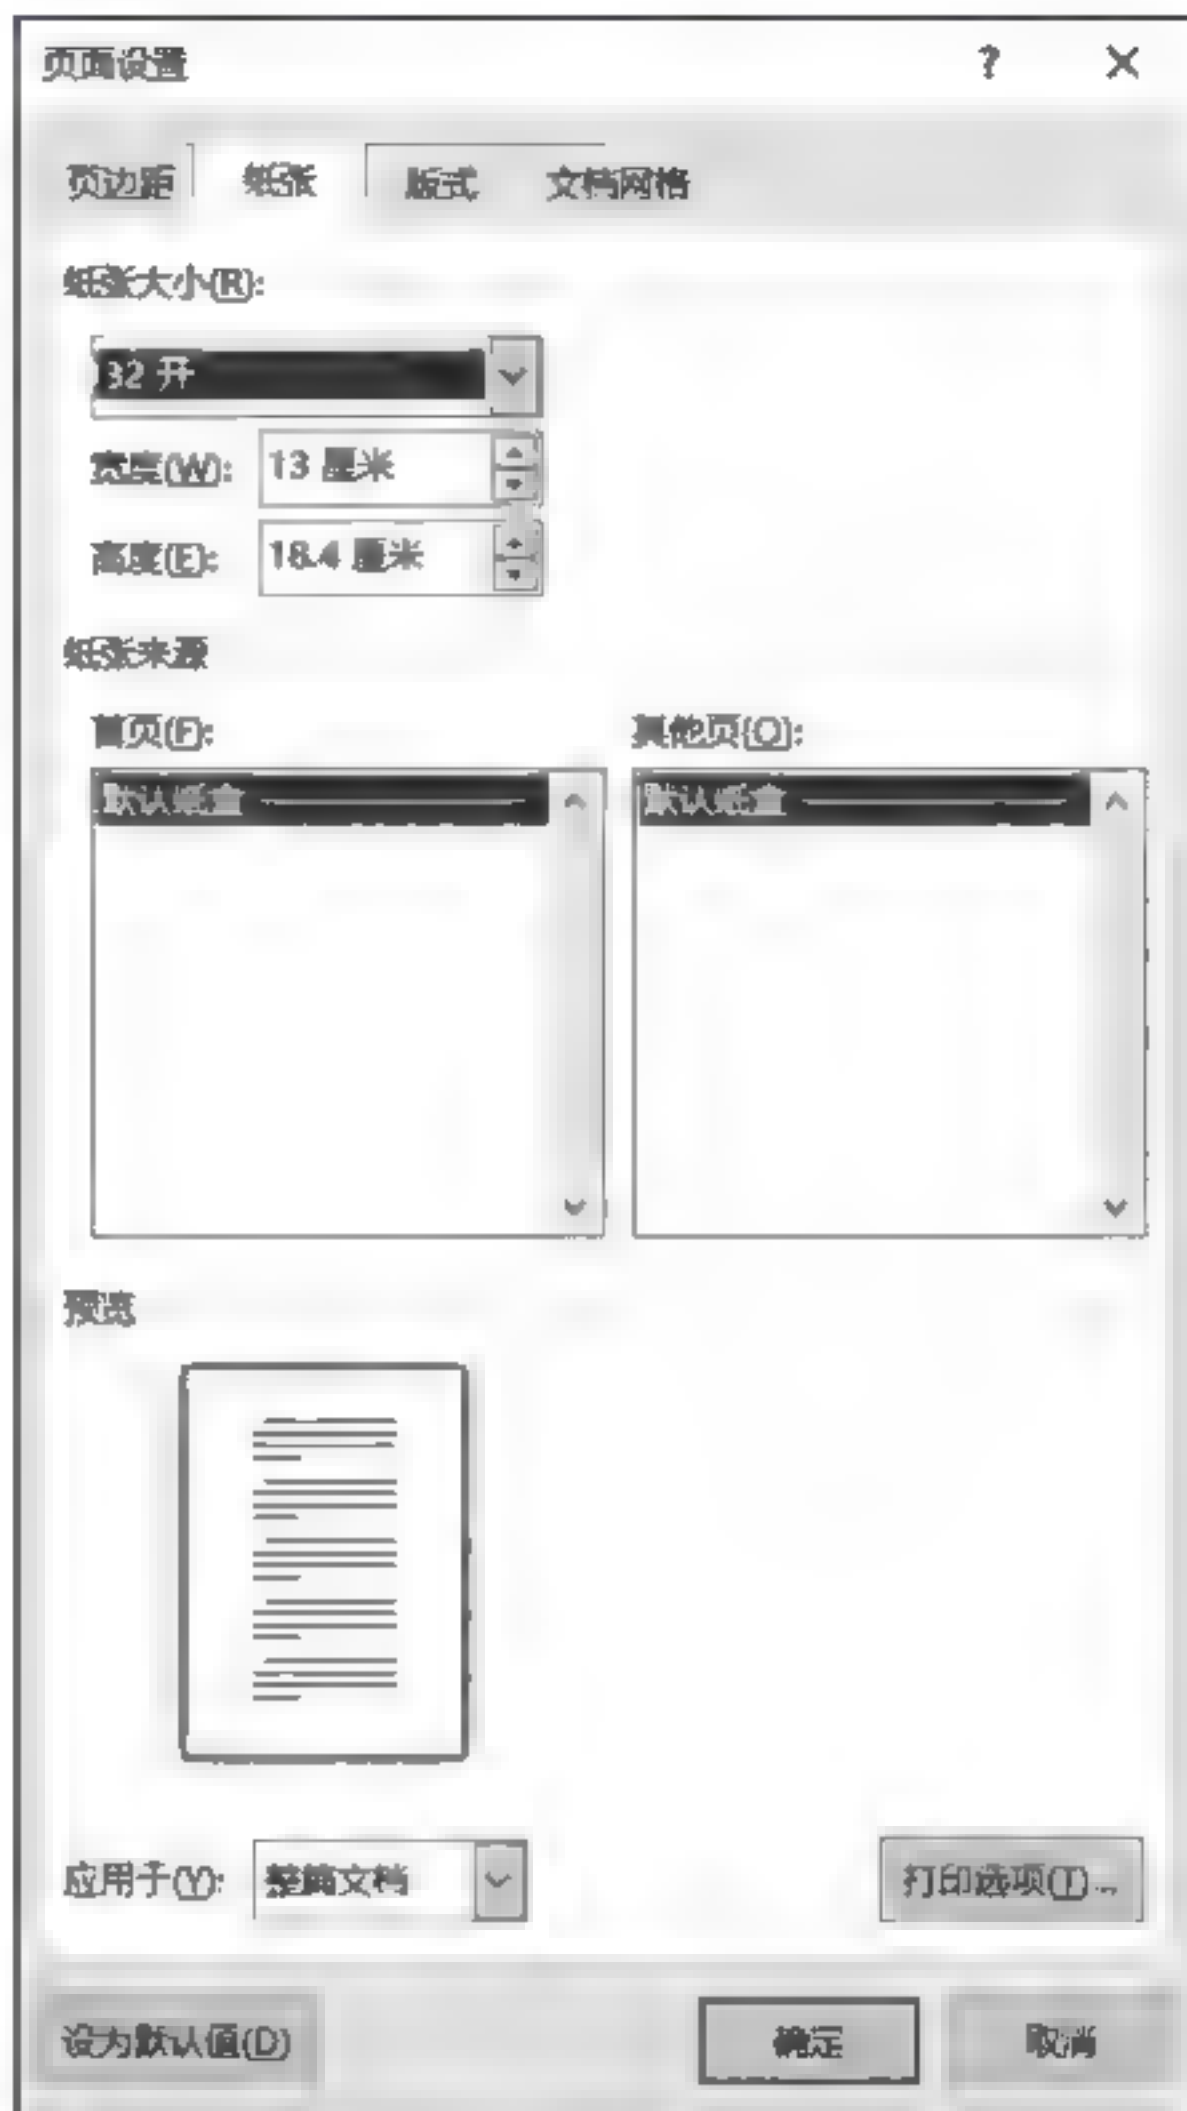 页面设置
页边距 纸张 版式 文档网格
纸张大小(R):
32 开
宽度(W): 13 厘米
高度(E): 18.4 厘米
纸张来源
首页(F): 其他页(O):
默认纸盒 默认纸盒
预览
应用于(Y): 整篇文档 打印选项(T)...
设为默认值(D) 确定 取消